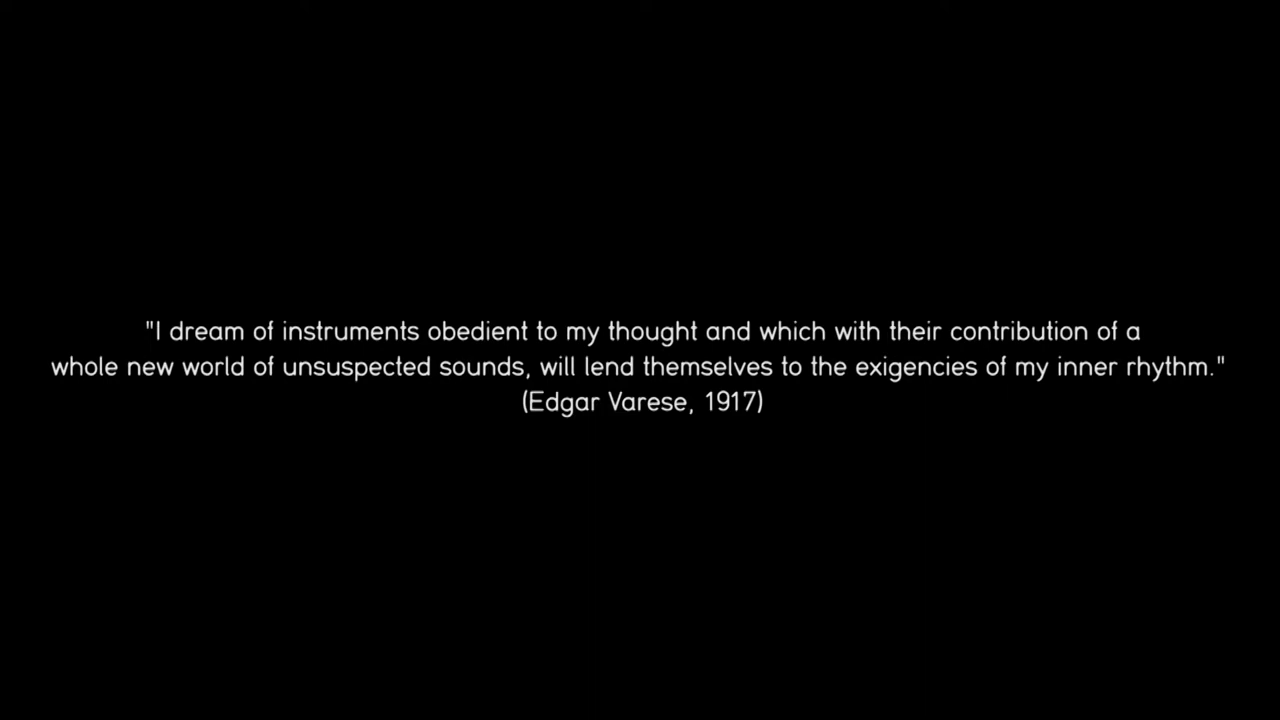 "I dream of instruments obedient to my thought and which with their contribution of a
whole new world of unsuspected sounds, will lend themselves to the exigencies of my inner rhythm."
(Edgar Varese, 1917)